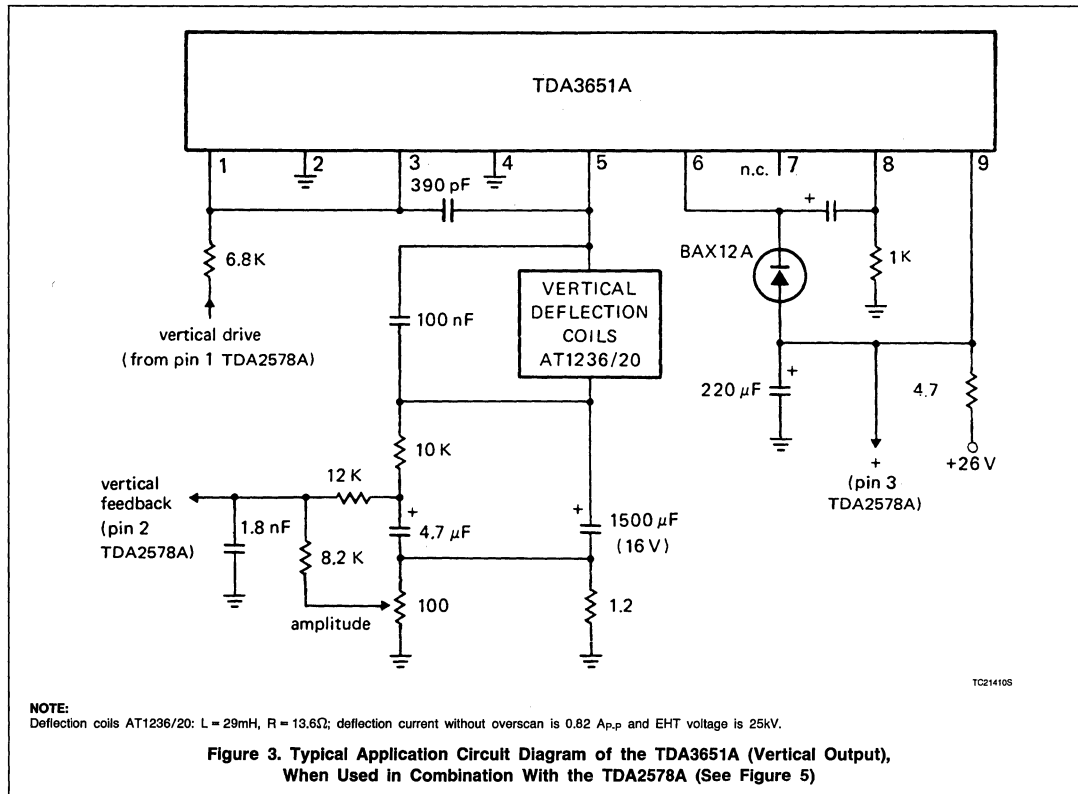 TDA3651A
1
2
3
4
5
6
7
8
9
n.c.
390 pF
+
6.8K
BAX12A
1K
vertical drive
(from pin 1 TDA2578A)
100 nF
VERTICAL
DEFLECTION
COILS
AT1236/20
220 µF
+
4.7
+26V
+
(pin 3
TDA2578A)
10 K
12 K
vertical
feedback
(pin 2
TDA2578A)
1.8 nF
+
4.7 µF
+
1500 µF
(16 V)
8.2 K
amplitude
100
1.2
TC21410S
NOTE:
Deflection coils AT1236/20: L = 29mH, R = 13.6Ω; deflection current without overscan is 0.82 AP-P and EHT voltage is 25kV.
Figure 3. Typical Application Circuit Diagram of the TDA3651A (Vertical Output),
When Used in Combination With the TDA2578A (See Figure 5)